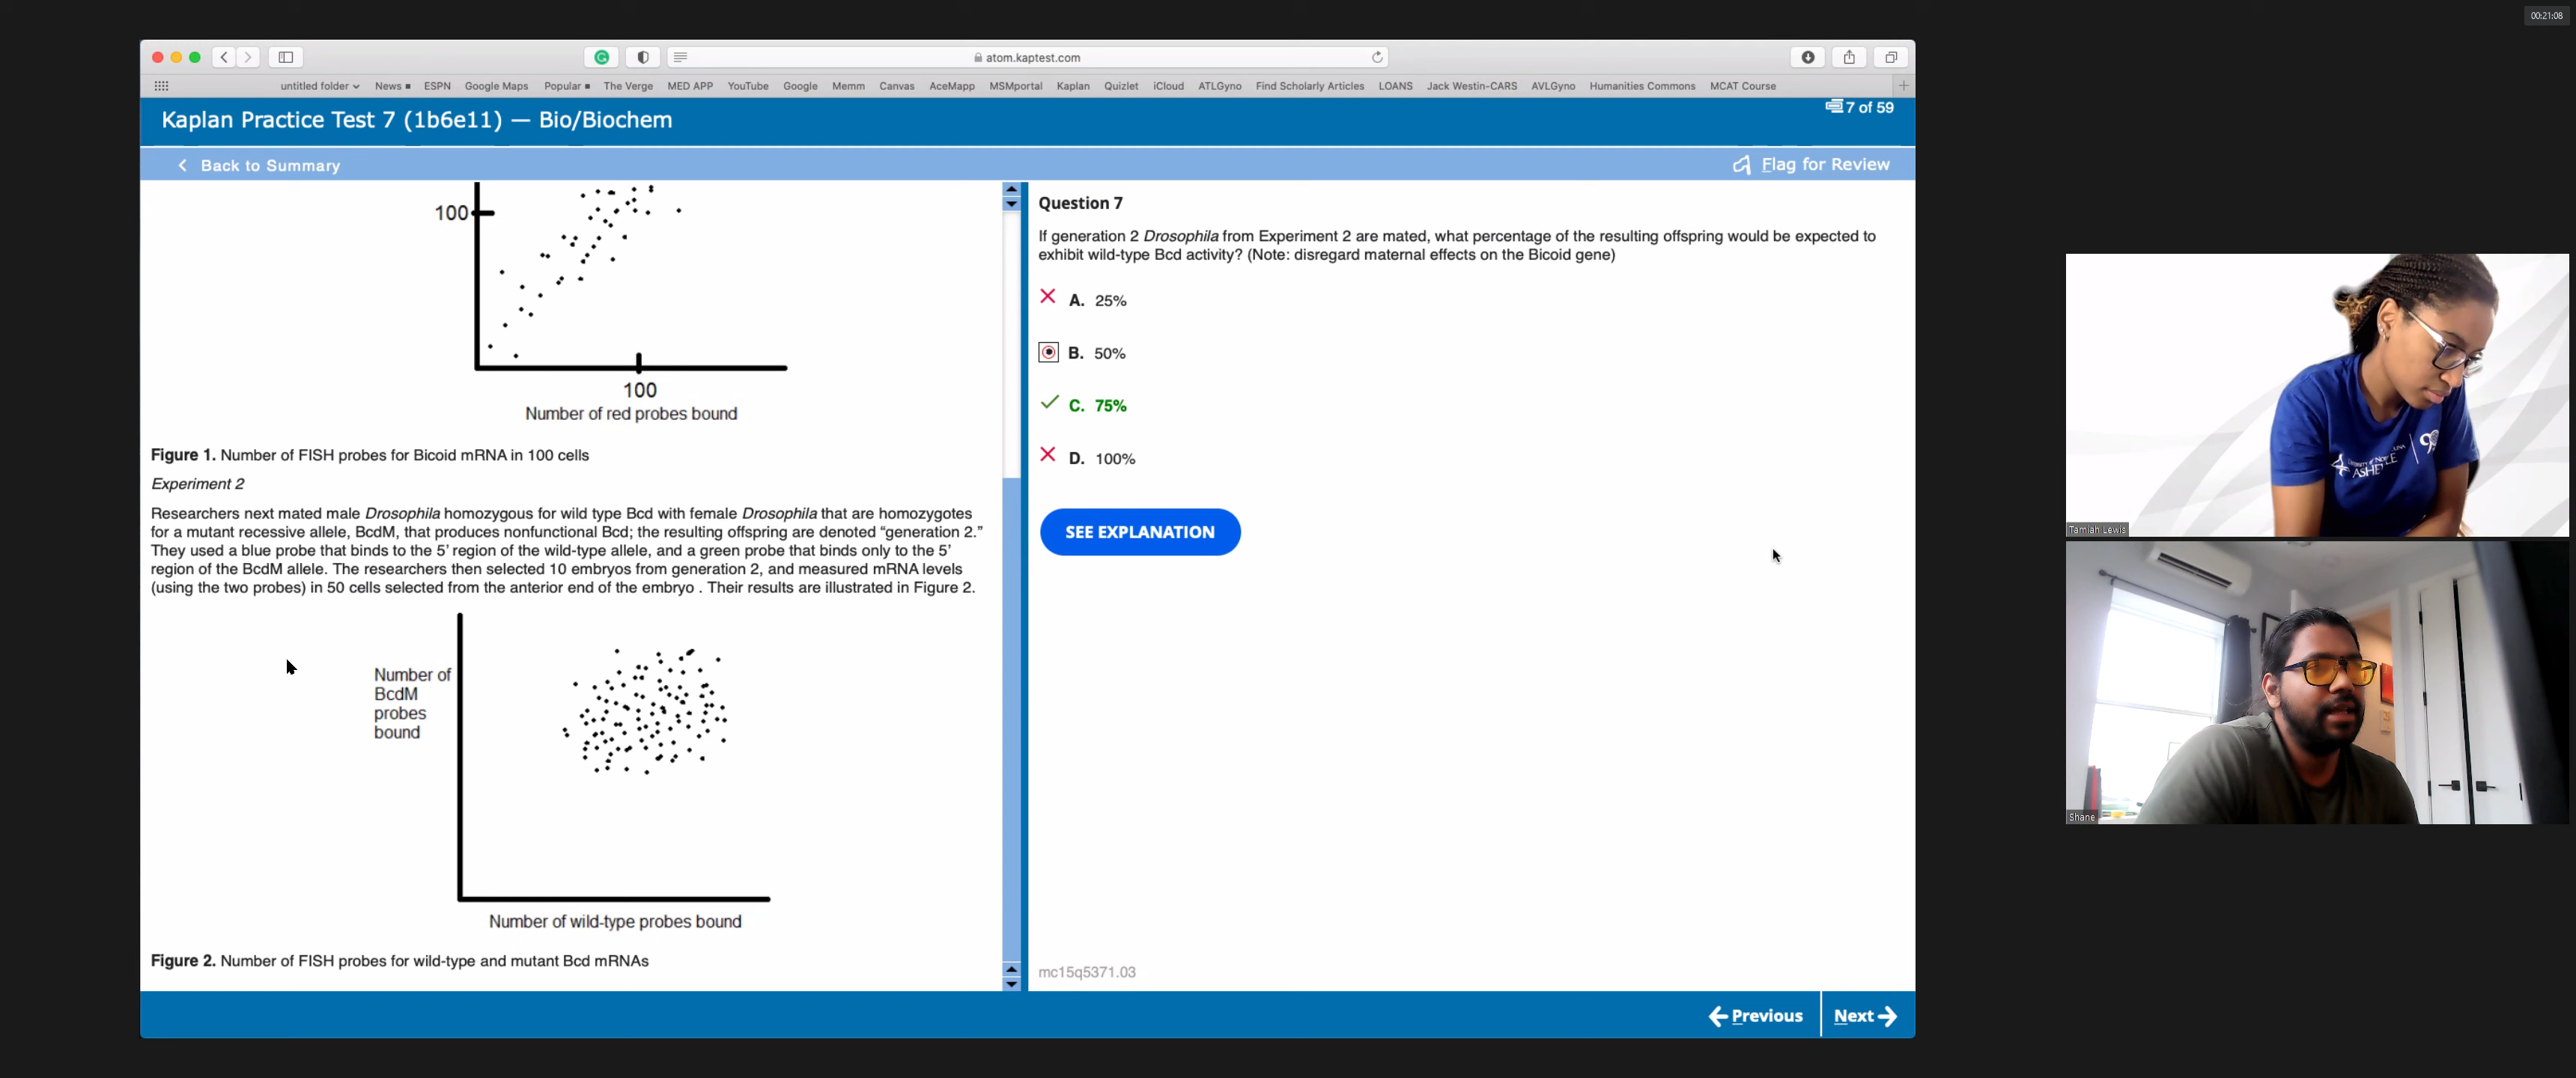 00:21:08
atom.kaptest.com
untitled folder News ESPN Google Maps Popular The Verge MED APP YouTube Google Memm Canvas AceMapp MSMportal Kaplan Quizlet iCloud ATLGyno Find Scholarly Articles LOANS Jack Westin-CARS AVLGyno Humanities Commons MCAT Course
Kaplan Practice Test 7 (1b6e11) — Bio/Biochem
7 of 59
Back to Summary
Flag for Review
100
100
Number of red probes bound
Figure 1. Number of FISH probes for Bicoid mRNA in 100 cells
Experiment 2
Researchers next mated male Drosophila homozygous for wild type Bcd with female Drosophila that are homozygotes
for a mutant recessive allele, BcdM, that produces nonfunctional Bcd; the resulting offspring are denoted “generation 2.”
They used a blue probe that binds to the 5’ region of the wild-type allele, and a green probe that binds only to the 5’
region of the BcdM allele. The researchers then selected 10 embryos from generation 2, and measured mRNA levels
(using the two probes) in 50 cells selected from the anterior end of the embryo . Their results are illustrated in Figure 2.
Number of
BcdM
probes
bound
Number of wild-type probes bound
Figure 2. Number of FISH probes for wild-type and mutant Bcd mRNAs
Question 7
If generation 2 Drosophila from Experiment 2 are mated, what percentage of the resulting offspring would be expected to
exhibit wild-type Bcd activity? (Note: disregard maternal effects on the Bicoid gene)
A. 25%
B. 50%
C. 75%
D. 100%
SEE EXPLANATION
mc15q5371.03
Previous
Next
Tamiah Lewis
Shane